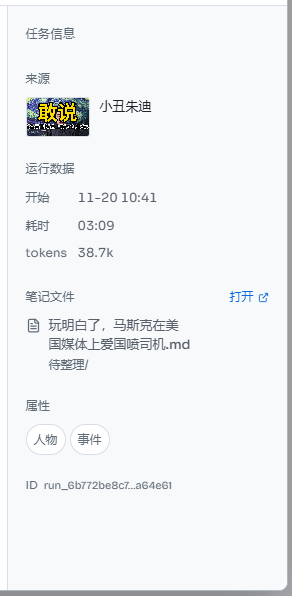 任务信息
来源
敢说
小丑朱迪
运行数据
开始 11-20 10:41
耗时 03:09
tokens 38.7k
笔记文件 打开
玩明白了，马斯克在美
国媒体上爱国喷司机.md
待整理/
属性
人物 事件
ID run_6b772be8c7...a64e61